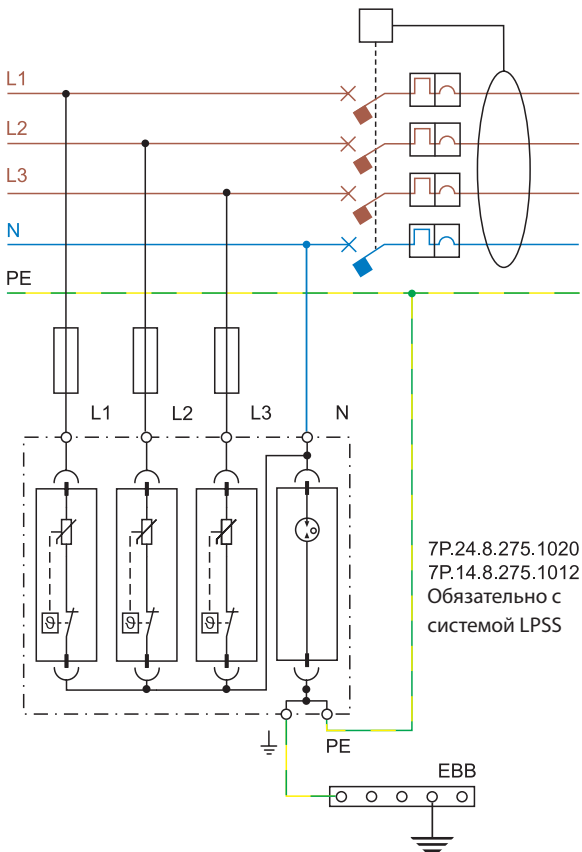 L1
L2
L3
N
PE
L1 L2 L3 N
ϑ ϑ ϑ
7P.24.8.275.1020
7P.14.8.275.1012
Обязательно с
системой LPSS
PE
EBB